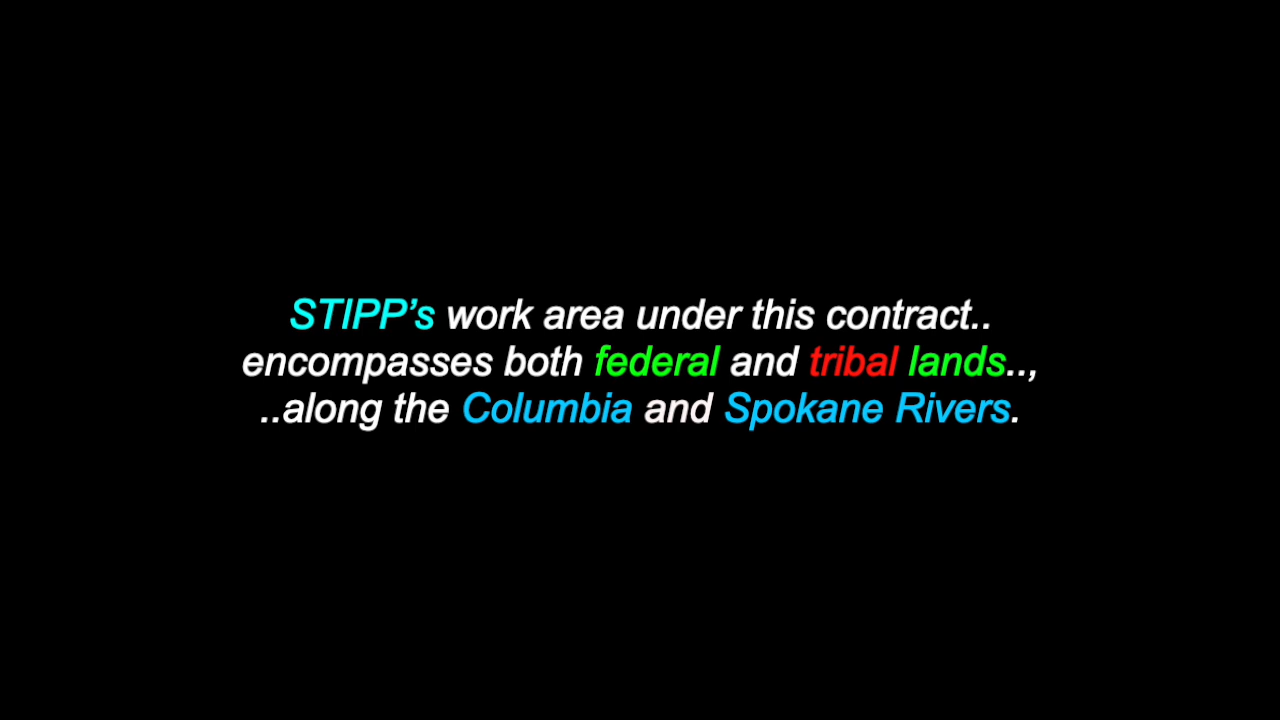 STIPP’s work area under this contract..
encompasses both federal and tribal lands..,
..along the Columbia and Spokane Rivers.